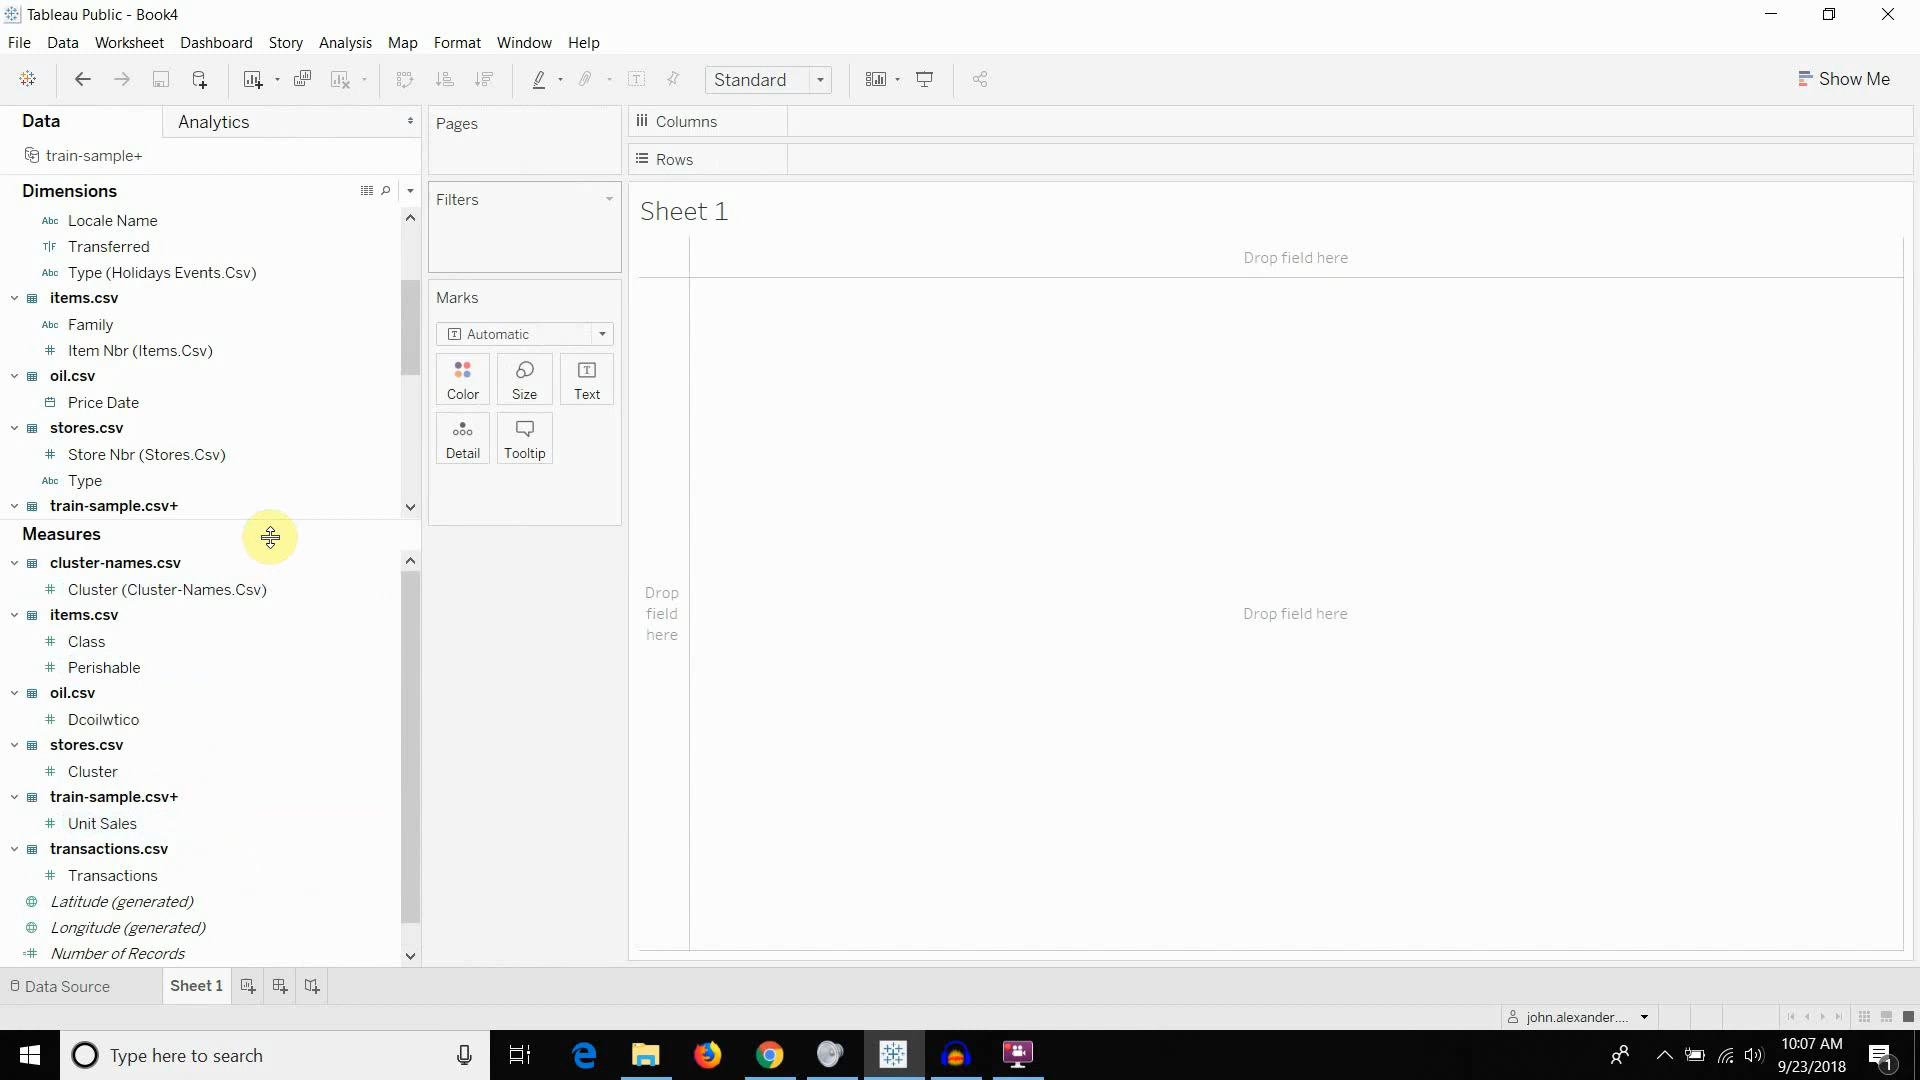 Tableau Public - Book4
File Data Worksheet Dashboard Story Analysis Map Format Window Help
Standard
Show Me
Data
Analytics
train-sample+
Dimensions
Abc Locale Name
T|F Transferred
Abc Type (Holidays Events.Csv)
items.csv
Abc Family
# Item Nbr (Items.Csv)
oil.csv
Price Date
stores.csv
# Store Nbr (Stores.Csv)
Abc Type
train-sample.csv+
Measures
cluster-names.csv
# Cluster (Cluster-Names.Csv)
items.csv
# Class
# Perishable
oil.csv
# Dcoilwtico
stores.csv
# Cluster
train-sample.csv+
# Unit Sales
transactions.csv
# Transactions
Latitude (generated)
Longitude (generated)
=# Number of Records
Pages
Filters
Marks
T Automatic
Color
Size
T Text
Detail
Tooltip
Columns
Rows
Sheet 1
Drop field here
Drop
field
here
Drop field here
Data Source
Sheet 1
john.alexander....
Type here to search
10:07 AM
9/23/2018
1